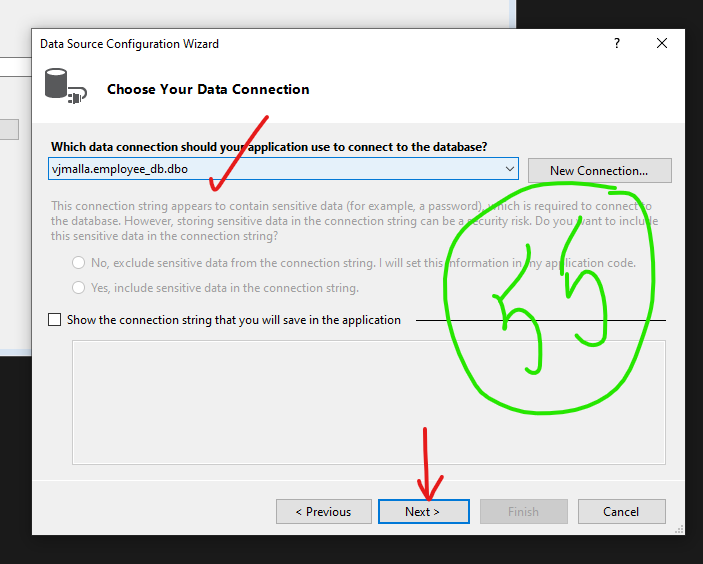 Data Source Configuration Wizard
?
Choose Your Data Connection
Which data connection should your application use to connect to the database?
vjmalla.employee_db.dbo
New Connection...
This connection string appears to contain sensitive data (for example, a password), which is required to connect to
the database. However, storing sensitive data in the connection string can be a security risk. Do you want to include
this sensitive data in the connection string?
No, exclude sensitive data from the connection string. I will set this information in my application code.
Yes, include sensitive data in the connection string.
Show the connection string that you will save in the application
< Previous
Next >
Finish
Cancel